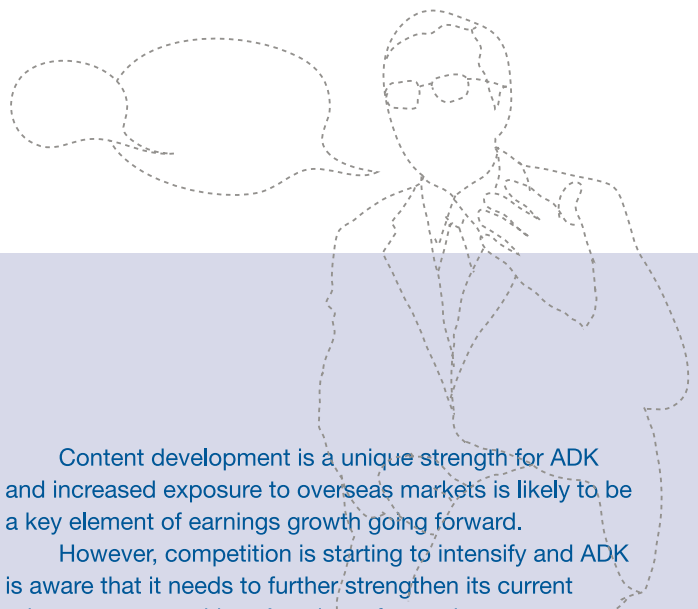 Content development is a unique strength for ADK
and increased exposure to overseas markets is likely to be
a key element of earnings growth going forward.
However, competition is starting to intensify and ADK
is aware that it needs to further strengthen its current